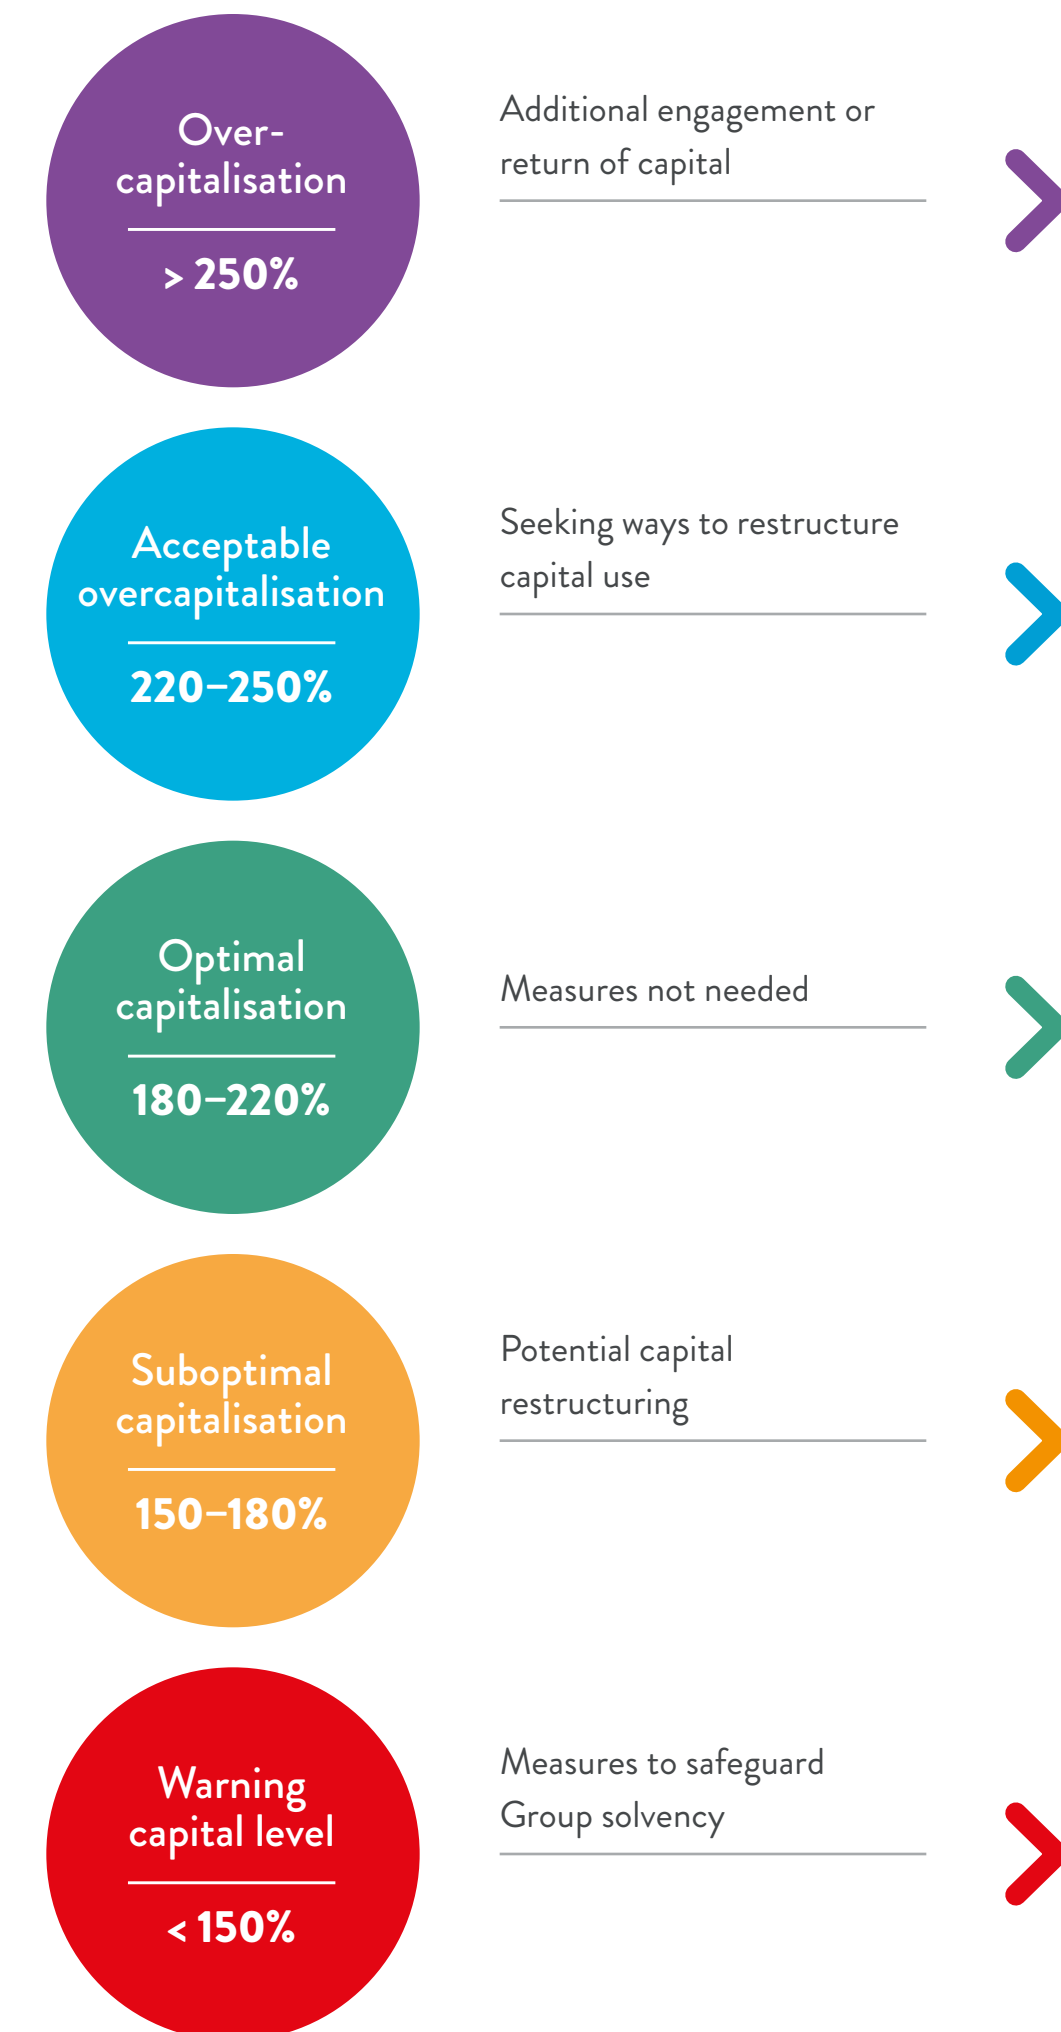 Over-
capitalisation
> 250%
Additional engagement or
return of capital
Acceptable
overcapitalisation
220–250%
Seeking ways to restructure
capital use
Optimal
capitalisation
180–220%
Measures not needed
Suboptimal
capitalisation
150–180%
Potential capital
restructuring
Warning
capital level
< 150%
Measures to safeguard
Group solvency